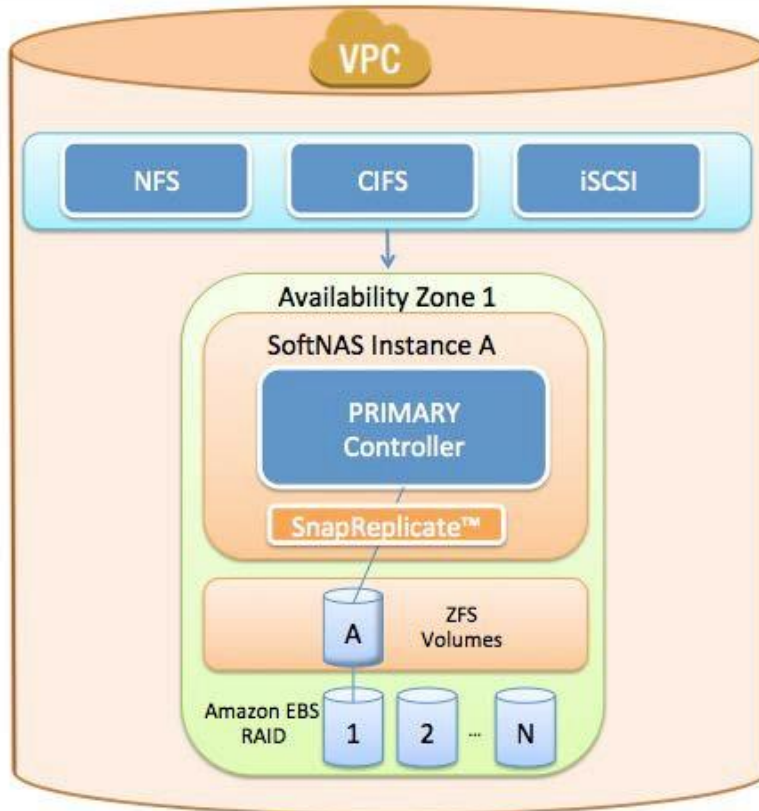 VPC
NFS
CIFS
iSCSI
Availability Zone 1
SoftNAS Instance A
PRIMARY
Controller
SnapReplicate™
A
ZFS
Volumes
Amazon EBS
RAID
1
2
...
N